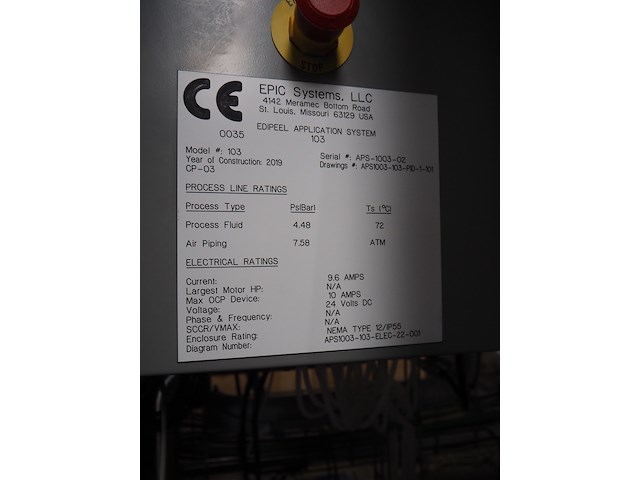 STOP
CE
EPIC Systems, LLC
4142 Meramec Bottom Road
St. Louis, Missouri 63129 USA
0035
EDIPEEL APPLICATION SYSTEM
103
Model #: 103
Serial #: APS-1003-02
Year of Construction: 2019
Drawings #: APS1003-103-PID-1-101
CP-03
PROCESS LINE RATINGS
Process Type Ps(Bar) Ts (°C)
Process Fluid 4.48 72
Air Piping 7.58 ATM
ELECTRICAL RATINGS
Current: 9.6 AMPS
Largest Motor HP: N/A
Max OCP Device: 10 AMPS
Voltage: 24 Volts DC
Phase & Frequency: N/A
SCCR/VMAX: N/A
Enclosure Rating: NEMA TYPE 12/IP55
Diagram Number: APS1003-103-ELEC-22-001